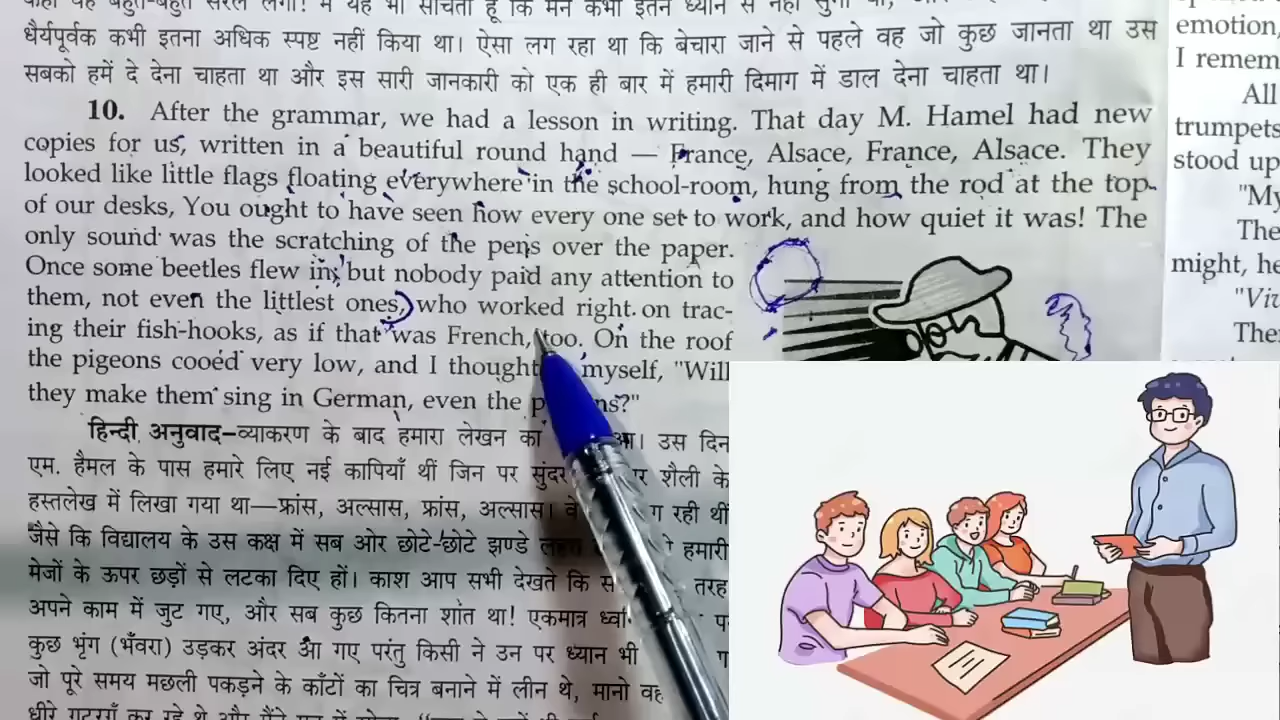 धैर्यपूर्वक कभी इतना अधिक स्पष्ट नहीं किया था। ऐसा लग रहा था कि बेचारा जाने से पहले वह जो कुछ जानता था उस
सबको हमें दे देना चाहता था और इस सारी जानकारी को एक ही बार में हमारी दिमाग में डाल देना चाहता था।
10. After the grammar, we had a lesson in writing. That day M. Hamel had new
copies for us, written in a beautiful round hand — France, Alsace, France, Alsace. They
looked like little flags floating everywhere in the school-room, hung from the rod at the top
of our desks, You ought to have seen how every one set to work, and how quiet it was! The
only sound was the scratching of the pens over the paper.
Once some beetles flew in; but nobody paid any attention to
them, not even the littlest ones, who worked right on trac-
ing their fish-hooks, as if that was French, too. On the roof
the pigeons cooed very low, and I thought myself, "Will
they make them sing in German, even the
हिन्दी अनुवाद–व्याकरण के बाद हमारा लेखन का उस दिन
एम. हैमल के पास हमारे लिए नई कापियाँ थीं जिन पर सुंदर शैली के
हस्तलेख में लिखा गया था—फ्रांस, अल्सास, फ्रांस, अल्सास। रही थीं
जैसे कि विद्यालय के उस कक्ष में सब ओर छोटे-छोटे झण्डे हमारी
मेजों के ऊपर छड़ों से लटका दिए हों। काश आप सभी देखते कि तरह
अपने काम में जुट गए, और सब कुछ कितना शांत था! एकमात्र
कुछ भृंग (भँवरा) उड़कर अंदर आ गए परंतु किसी ने उन पर ध्यान भी
जो पूरे समय मछली पकड़ने के काँटों का चित्र बनाने में लीन थे, मानो वह
emotion,
I remem
All
trumpets
stood up
"My
The
might, he
"Viv
The